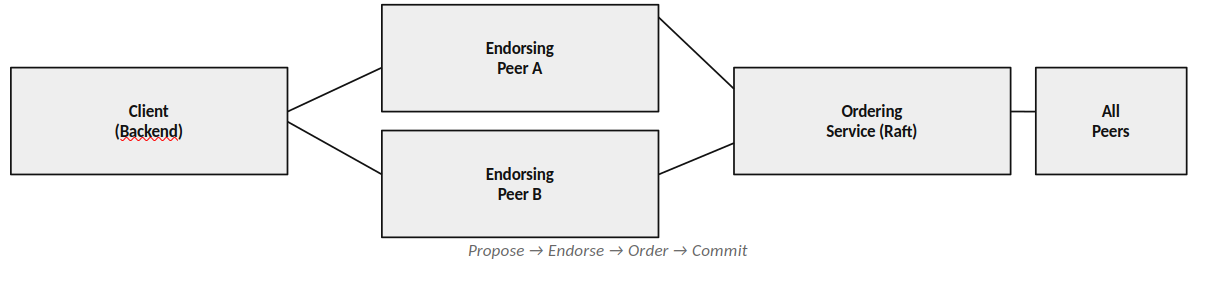 Client
(Backend)
Endorsing
Peer A
Endorsing
Peer B
Ordering
Service (Raft)
All
Peers
Propose → Endorse → Order → Commit